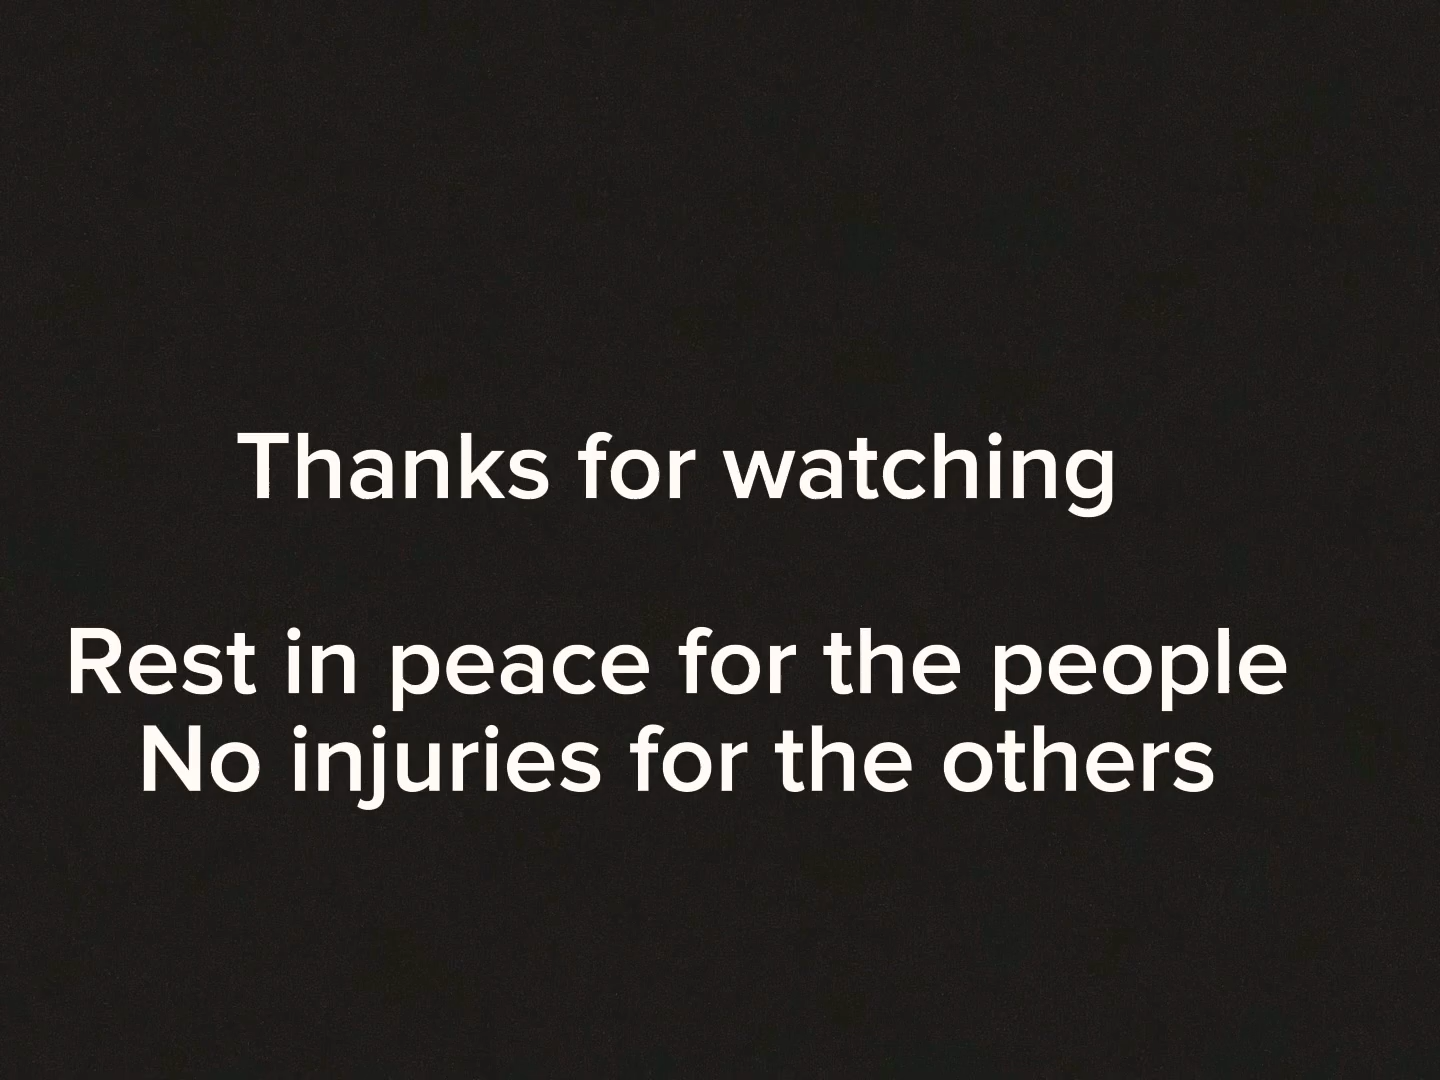 Thanks for watching
Rest in peace for the people
No injuries for the others